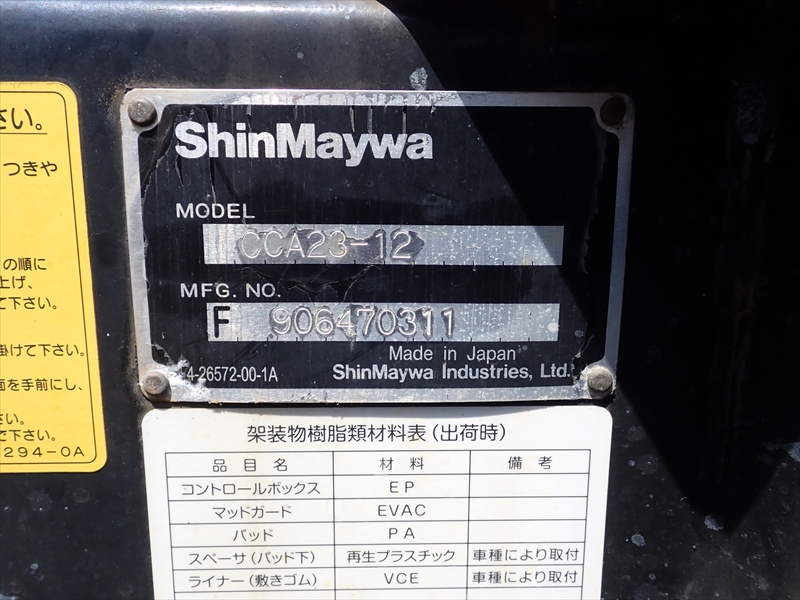 さい。
つきや
の順に
上げ、
て下さい。
掛けて下さい。
面を手前にし、
さい。
て下さい。
294-0A
ShinMaywa
MODEL
CCA23-12
MFG. NO.
F 906470311
Made in Japan
4-26572-00-1A
ShinMaywa Industries, Ltd.
架装物樹脂類材料表(出荷時)
品目名 材料 備考
コントロールボックス EP
マッドガード EVAC
パッド PA
スペーサ(パッド下) 再生プラスチック 車種により取付
ライナー(敷きゴム) VCE 車種により取付